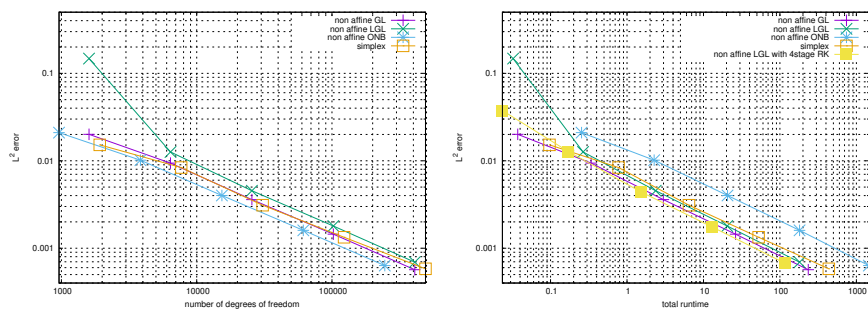 non affine GL
non affine LGL
non affine ONB
simplex
0.1
0.01
0.001
L² error
1000
10000
100000
number of degrees of freedom
non affine GL
non affine LGL
non affine ONB
simplex
non affine LGL with 4stage RK
0.1
0.01
0.001
L² error
0.1
1
10
100
1000
total runtime